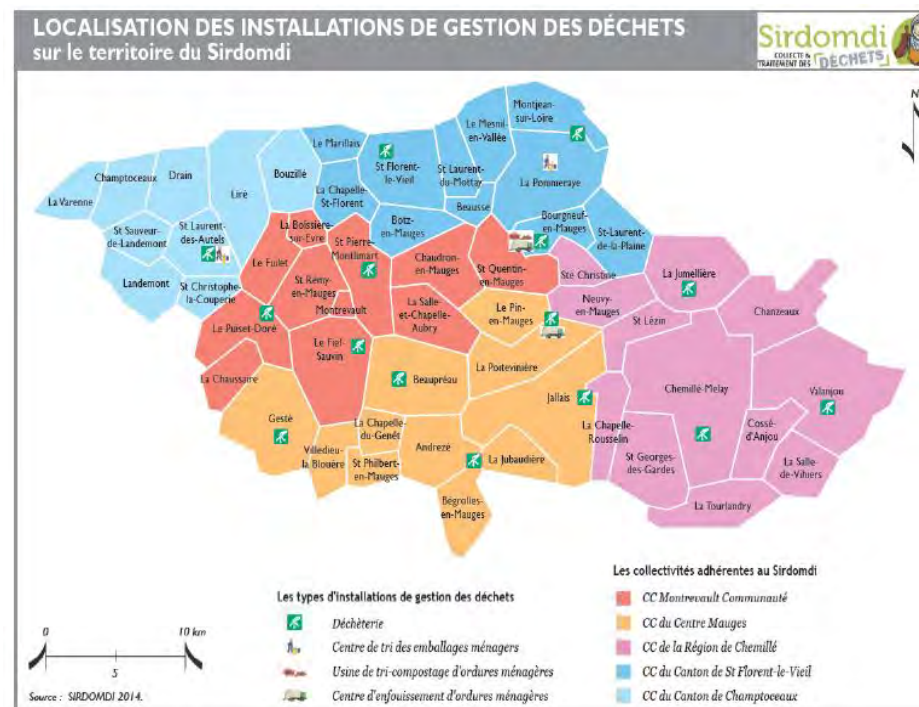 LOCALISATION DES INSTALLATIONS DE GESTION DES DÉCHETS
sur le territoire du Sirdomdi
Sirdomdi
COLLECTE &
TRAITEMENT DES DÉCHETS
N
Montjean-
sur-Loire
Le Mesnil-
en-Vallée
Le Marillais
St Florent-
le-Vieil
St Laurent-
du-Mottay
La Pommeraye
Bouzillé
Drain
Champtoceaux
La Varenne
Liré
La Chapelle-
St-Florent
Beausse
Botz-
en-Mauges
Bourgneuf-
en-Mauges
St-Laurent-
de-la-Plaine
St Sauveur-
de-Landemont
St Laurent-
des-Autels
La Boissière-
sur-Evre
St Pierre-
Montlimart
Chaudron-
en-Mauges
St Quentin-
en-Mauges
Ste Christine
La Jumellière
Landemont
St Christophe-
la-Couperie
Le Fuilet
St Rémy-
en-Mauges
Montrevault
La Salle-
et-Chapelle-
Aubry
Le Pin-
en-Mauges
Neuvy-
en-Mauges
St Lézin
Chanzeaux
Le Puiset-Doré
Le Fief-
Sauvin
La Chaussaire
Beaupréau
La Poitevinière
Jallais
Chemillé-Melay
Valanjou
Gesté
La Chapelle-
du-Genêt
La Chapelle-
Rousselin
Cossé-
d'Anjou
Villedieu-
la-Blouère
St Philbert-
en-Mauges
Andrezé
La Jubaudière
St Georges-
des-Gardes
La Salle-
de-Vihiers
Bégrolles-
en-Mauges
La Tourlandry
Les types d'installations de gestion des déchets
Déchèterie
Centre de tri des emballages ménagers
Usine de tri-compostage d'ordures ménagères
Centre d'enfouissement d'ordures ménagères
Les collectivités adhérentes au Sirdomdi
CC Montrevault Communauté
CC du Centre Mauges
CC de la Région de Chemillé
CC du Canton de St Florent-le-Vieil
CC du Canton de Champtoceaux
0 10 km
5
Source : SIRDOMDI 2014.